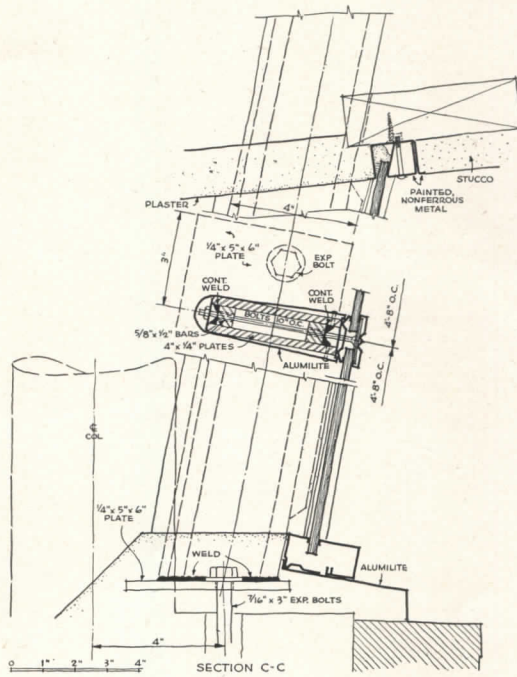 STUCCO
PAINTED,
NONFERROUS
METAL
PLASTER
4"
3"
1/4" x 5" x 6"
PLATE
EXP.
BOLT
CONT.
WELD
CONT.
WELD
BOLTS 10" O.C.
5/8" x 1/2" BARS
4" x 1/4" PLATES
ALUMILITE
4'-8" O.C.
4'-8" O.C.
℄
COL.
1/4" x 5" x 6"
PLATE
WELD
ALUMILITE
7/16" x 3" EXP. BOLTS
4"
0 1" 2" 3" 4"
SECTION C-C